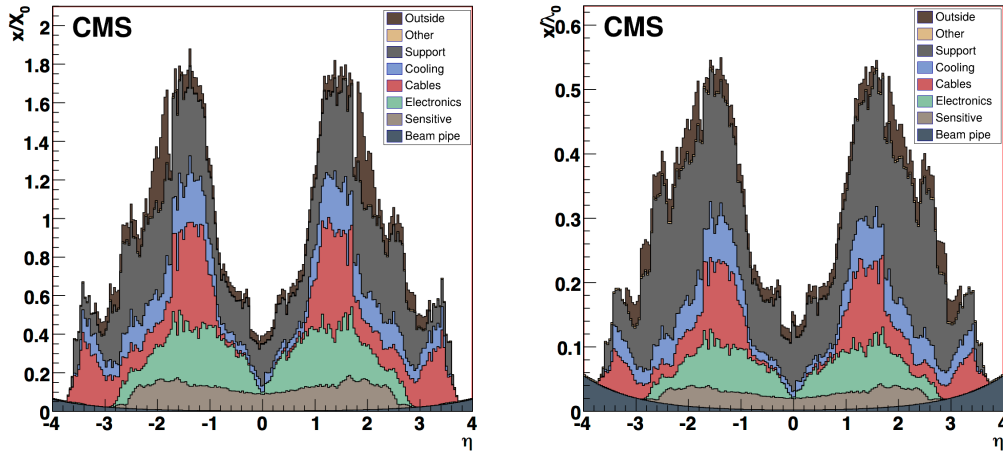 x/X0
CMS
2
1.8
1.6
1.4
1.2
1
0.8
0.6
0.4
0.2
0
-4 -3 -2 -1 0 1 2 3 4
η
Outside
Other
Support
Cooling
Cables
Electronics
Sensitive
Beam pipe
x/λ0
CMS
0.6
0.5
0.4
0.3
0.2
0.1
0.0
-4 -3 -2 -1 0 1 2 3 4
η
Outside
Other
Support
Cooling
Cables
Electronics
Sensitive
Beam pipe